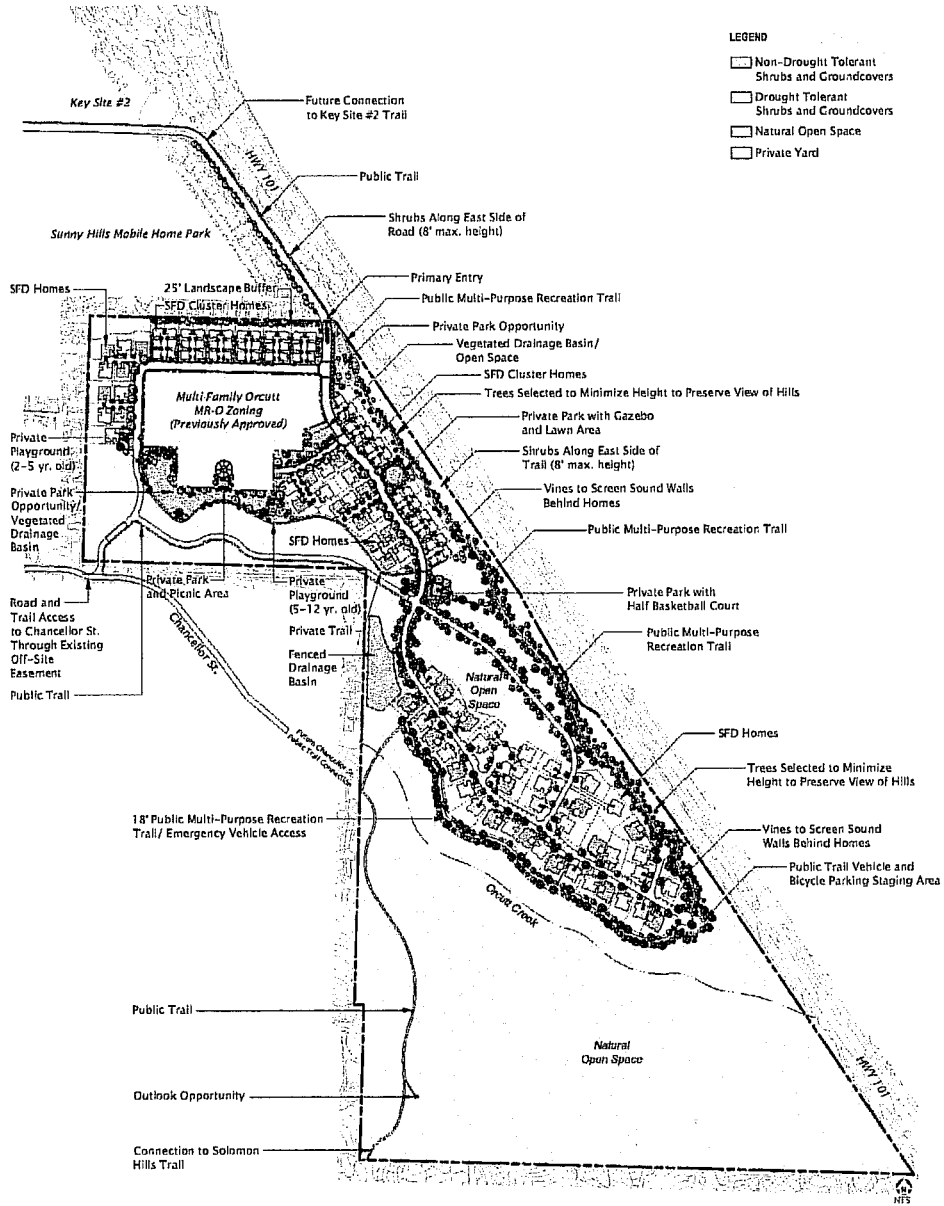 LEGEND
Non-Drought Tolerant
Shrubs and Groundcovers
Drought Tolerant
Shrubs and Groundcovers
Natural Open Space
Private Yard
Key Site #2
Future Connection
to Key Site #2 Trail
HWY 101
Public Trail
Shrubs Along East Side of
Road (8' max. height)
Sunny Hills Mobile Home Park
Primary Entry
SFD Homes
25' Landscape Buffer
SFD Cluster Homes
Public Multi-Purpose Recreation Trail
Private Park Opportunity
Vegetated Drainage Basin/
Open Space
SFD Cluster Homes
Trees Selected to Minimize Height to Preserve View of Hills
Multi-Family Orcutt
MR-O Zoning
(Previously Approved)
Private Park with Gazebo
and Lawn Area
Private
Playground
(2-5 yr. old)
Shrubs Along East Side of
Trail (8' max. height)
Private Park
Opportunity/
Vegetated
Drainage
Basin
Vines to Screen Sound Walls
Behind Homes
Public Multi-Purpose Recreation Trail
SFD Homes
Private Park
and Picnic Area
Private
Playground
(5-12 yr. old)
Private Park with
Half Basketball Court
Road and
Trail Access
to Chancellor St.
Through Existing
Off-Site
Easement
Chancellor St.
Private Trail
Public Multi-Purpose
Recreation Trail
Fenced
Drainage
Basin
Public Trail
Natural
Open
Space
Future Chancellor St.
Public Trail Connection
SFD Homes
Trees Selected to Minimize
Height to Preserve View of Hills
18' Public Multi-Purpose Recreation
Trail/ Emergency Vehicle Access
Vines to Screen Sound
Walls Behind Homes
Public Trail Vehicle and
Bicycle Parking Staging Area
Orcutt Creek
Public Trail
Natural
Open Space
HWY 101
Outlook Opportunity
Connection to Solomon
Hills Trail
N
NTS